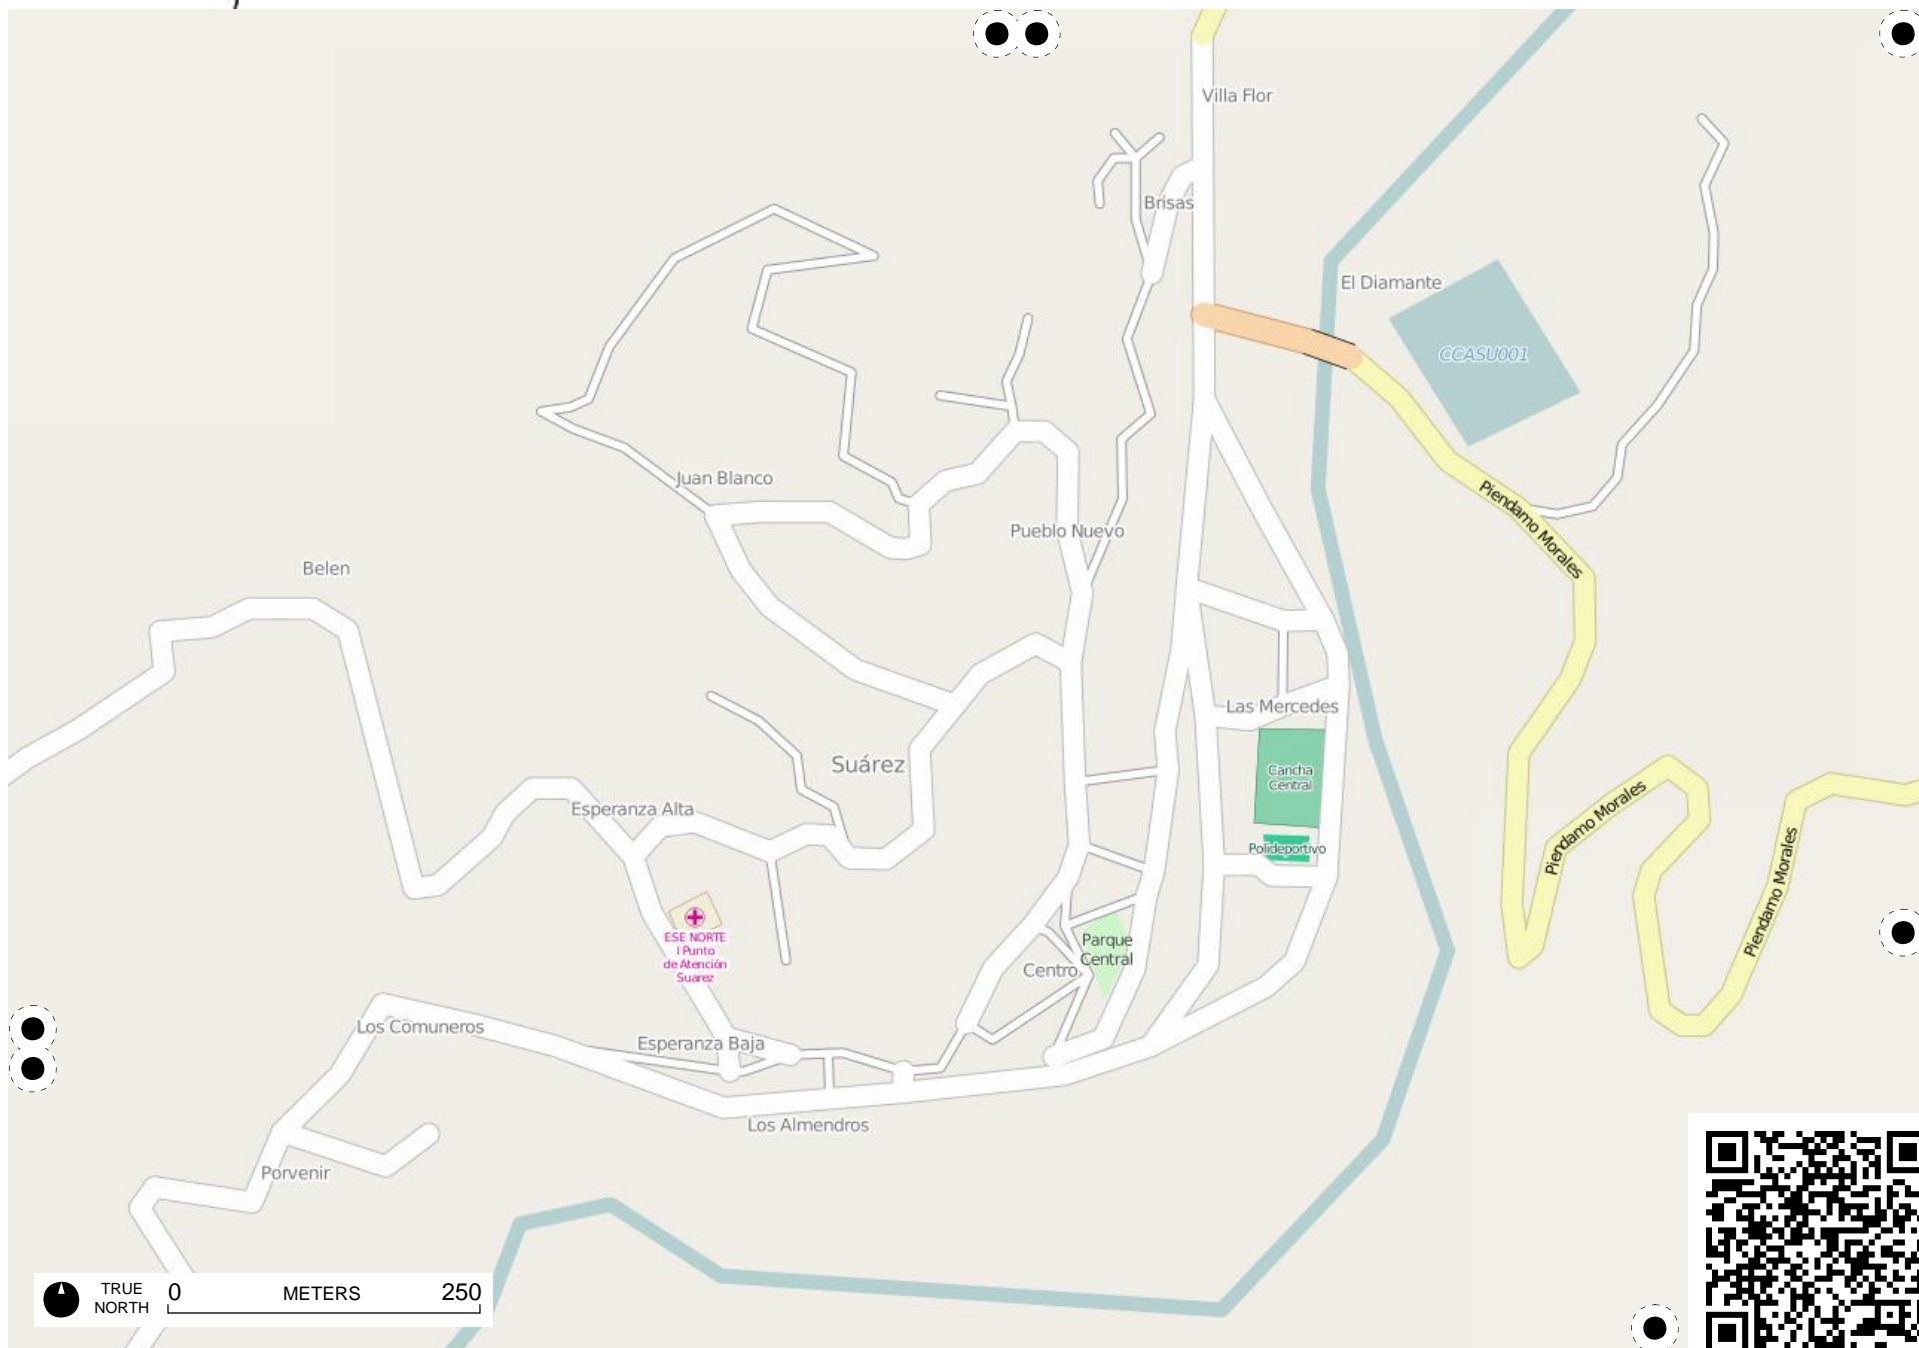 Villa Flor
Brisas
El Diamante
CCASU001
Juan Blanco
Piendamo Morales
Pueblo Nuevo
Belen
Las Mercedes
Suárez
Cancha
Central
Esperanza Alta
Piendamo Morales
Polideportivo
Piendamo Morales
ESE NORTE
I Punto
de Atención
Suarez
Parque
Central
Centro
Los Comuneros
Esperanza Baja
Los Almendros
Porvenir
TRUE
NORTH
0 METERS 250